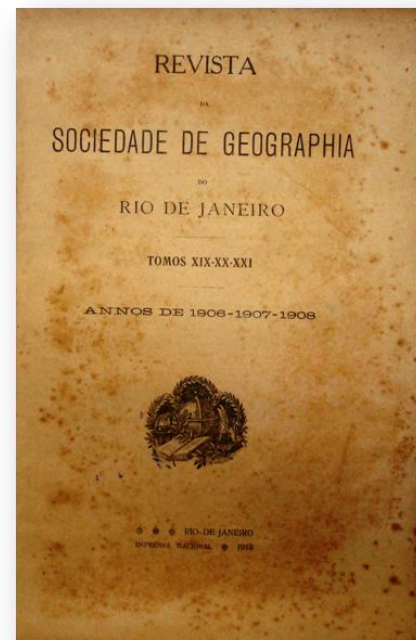 REVISTA
DA
SOCIEDADE DE GEOGRAPHIA
DO
RIO DE JANEIRO
TOMOS XIX-XX-XXI
ANNOS DE 1906-1907-1908
RIO DE JANEIRO
IMPRENSA NACIONAL